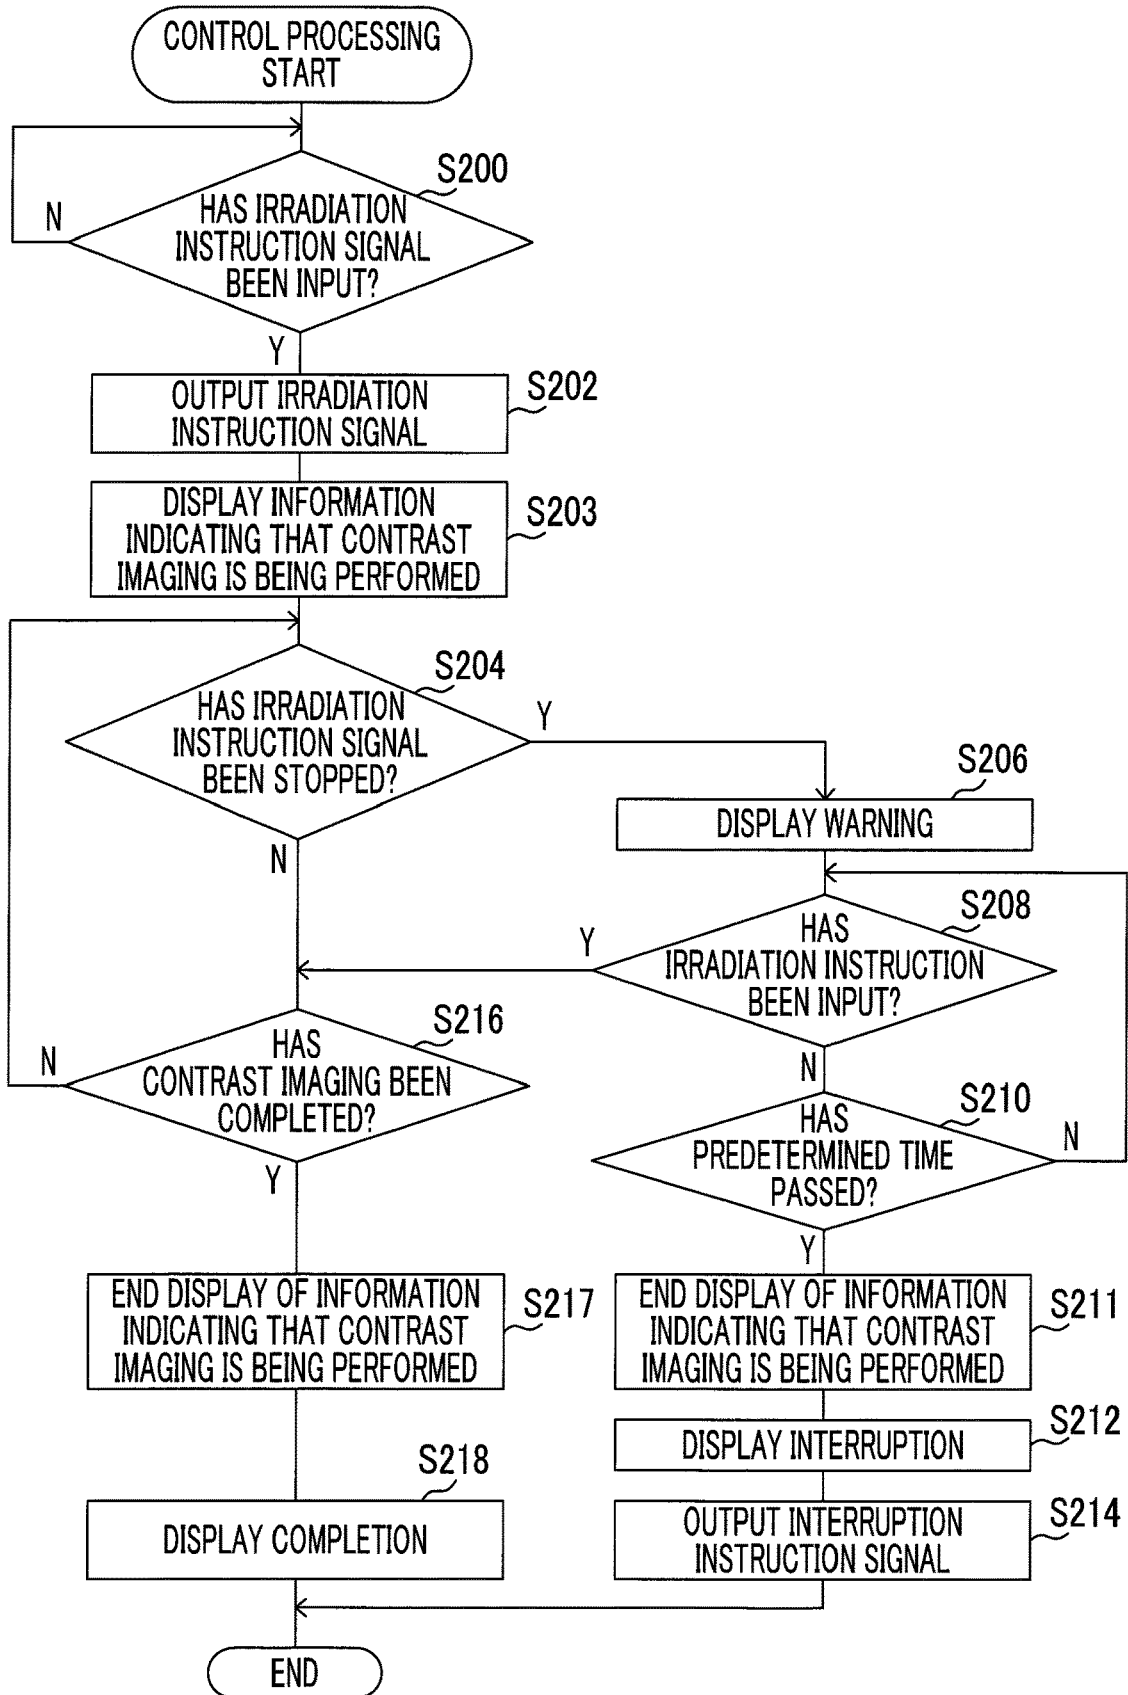 CONTROL PROCESSING
START
S200
N
HAS IRRADIATION
INSTRUCTION SIGNAL
BEEN INPUT?
Y
OUTPUT IRRADIATION
INSTRUCTION SIGNAL
S202
DISPLAY INFORMATION
INDICATING THAT CONTRAST
IMAGING IS BEING PERFORMED
S203
S204
HAS IRRADIATION
INSTRUCTION SIGNAL
BEEN STOPPED?
Y
N
S206
DISPLAY WARNING
S208
Y
HAS
IRRADIATION INSTRUCTION
BEEN INPUT?
N
S216
N
HAS
CONTRAST IMAGING BEEN
COMPLETED?
Y
S210
HAS
PREDETERMINED TIME
PASSED?
N
Y
END DISPLAY OF INFORMATION
INDICATING THAT CONTRAST
IMAGING IS BEING PERFORMED
S217
END DISPLAY OF INFORMATION
INDICATING THAT CONTRAST
IMAGING IS BEING PERFORMED
S211
DISPLAY INTERRUPTION
S212
S218
DISPLAY COMPLETION
OUTPUT INTERRUPTION
INSTRUCTION SIGNAL
S214
END